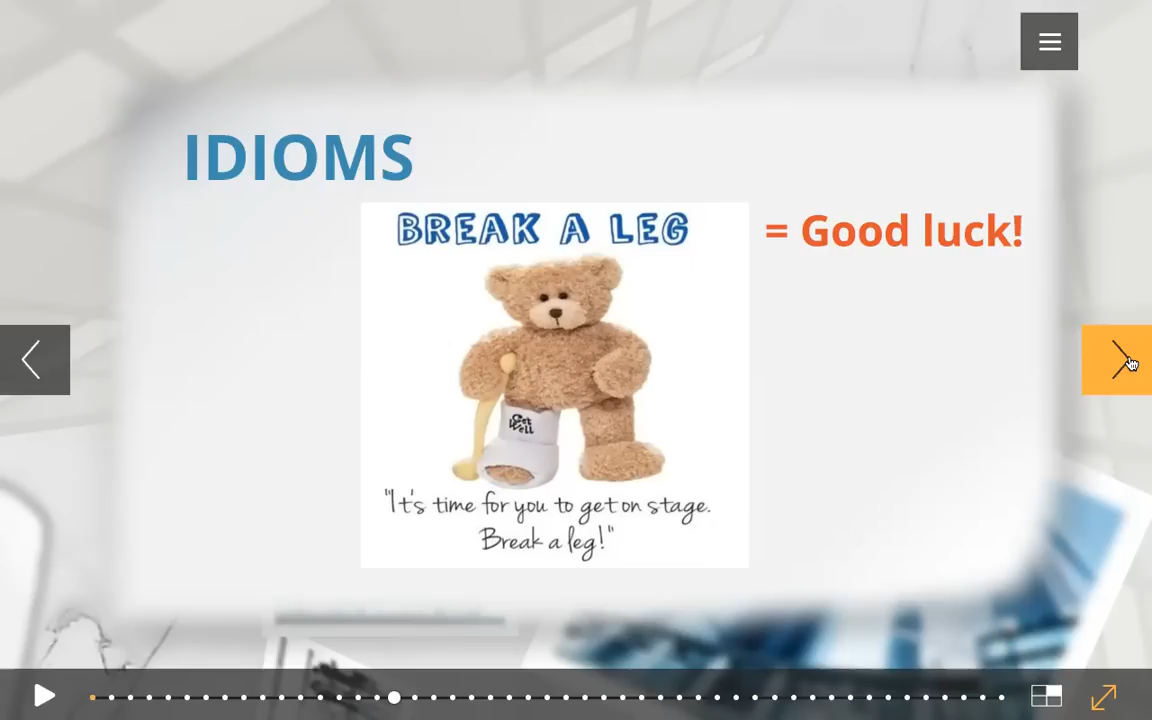 IDIOMS
BREAK A LEG
= Good luck!
Get
Well
"It's time for you to get on stage.
Break a leg!"